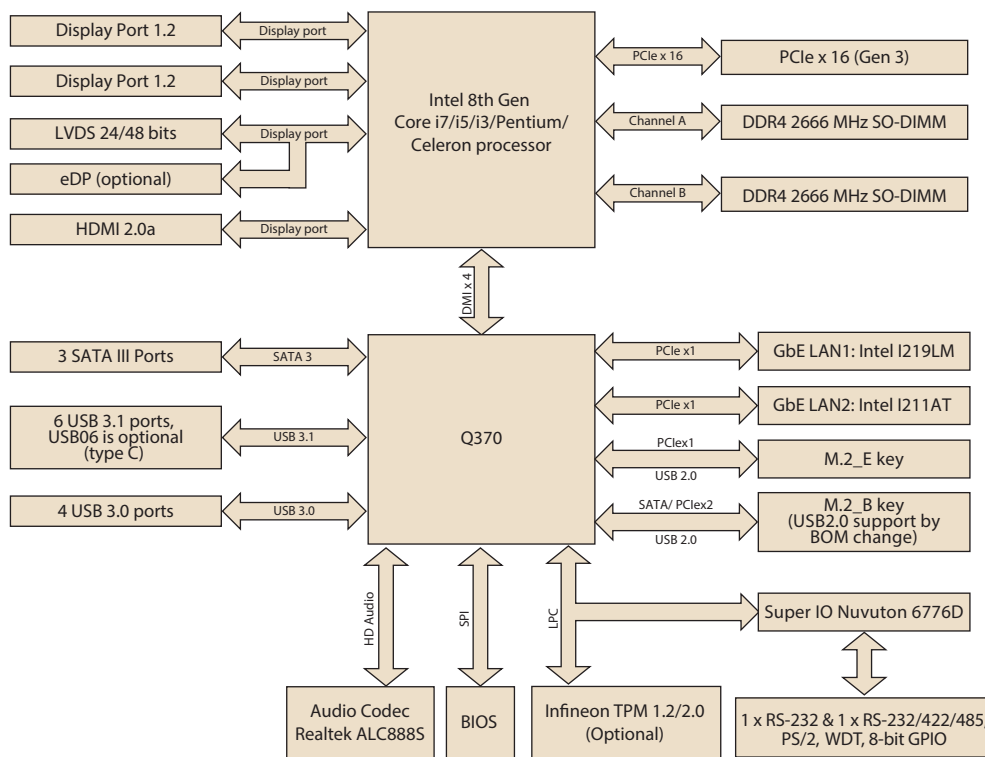 Display Port 1.2
Display port
Display Port 1.2
Display port
LVDS 24/48 bits
Display port
eDP (optional)
HDMI 2.0a
Display port
Intel 8th Gen
Core i7/i5/i3/Pentium/
Celeron processor
PCIe x 16
PCIe x 16 (Gen 3)
Channel A
DDR4 2666 MHz SO-DIMM
Channel B
DDR4 2666 MHz SO-DIMM
DMI x 4
3 SATA III Ports
SATA 3
6 USB 3.1 ports,
USB06 is optional
(type C)
USB 3.1
4 USB 3.0 ports
USB 3.0
Q370
PCIe x1
GbE LAN1: Intel I219LM
PCIe x1
GbE LAN2: Intel I211AT
PCIex1
USB 2.0
M.2_E key
SATA/ PCIex2
USB 2.0
M.2_B key
(USB2.0 support by
BOM change)
HD Audio
SPI
LPC
Super IO Nuvuton 6776D
Audio Codec
Realtek ALC888S
BIOS
Infineon TPM 1.2/2.0
(Optional)
1 x RS-232 & 1 x RS-232/422/485,
PS/2, WDT, 8-bit GPIO